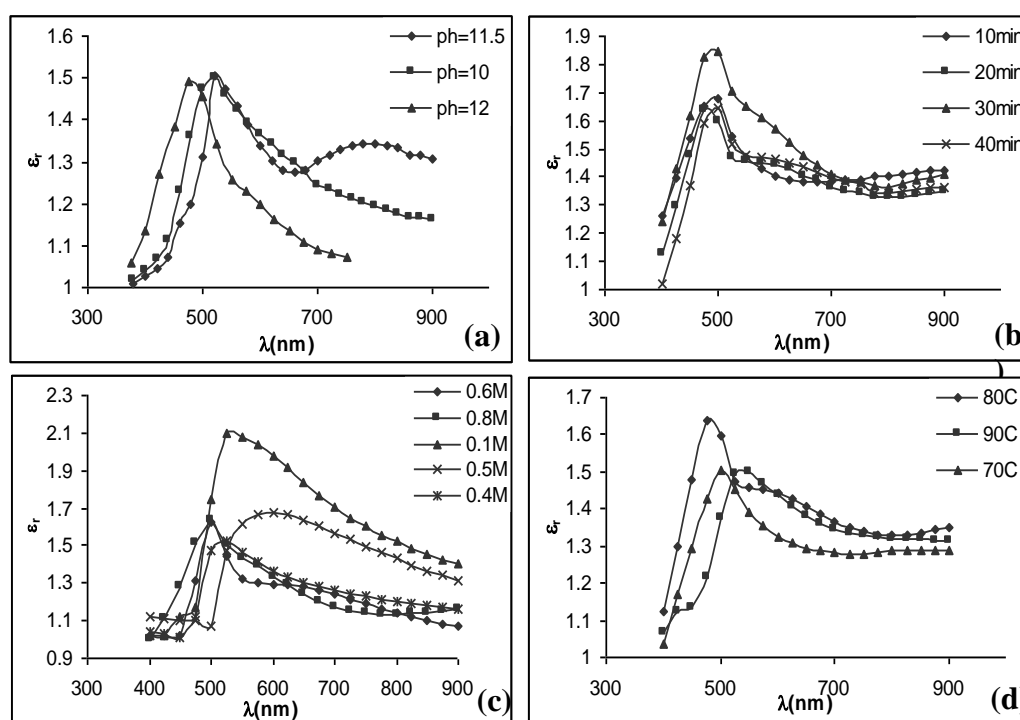 1.6
1.5
1.4
1.3
1.2
1.1
1
εr
300
500
700
900
λ(nm)
ph=11.5
ph=10
ph=12
(a)
1.9
1.8
1.7
1.6
1.5
1.4
1.3
1.2
1.1
1
εr
300
500
700
900
λ(nm)
10min
20min
30min
40min
(b
)
2.3
2.1
1.9
1.7
1.5
1.3
1.1
0.9
εr
400
500
600
700
800
900
λ(nm)
0.6M
0.8M
0.1M
0.5M
0.4M
(c)
1.7
1.6
1.5
1.4
1.3
1.2
1.1
1
εr
300
500
700
900
λ(nm)
80C
90C
70C
(d)